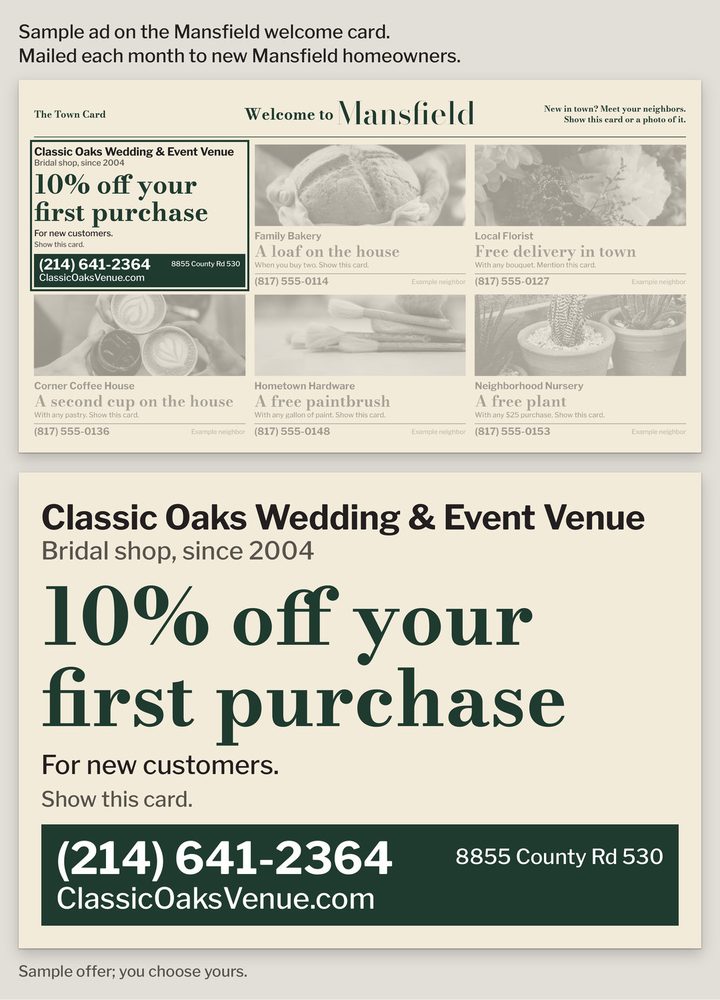 Sample ad on the Mansfield welcome card.
Mailed each month to new Mansfield homeowners.
The Town Card
Welcome to Mansfield
New in town? Meet your neighbors.
Show this card or a photo of it.
Classic Oaks Wedding & Event Venue
Bridal shop, since 2004
10% off your
first purchase
For new customers.
Show this card.
(214) 641-2364
8855 County Rd 530
ClassicOaksVenue.com
Family Bakery
A loaf on the house
When you buy two. Show this card.
(817) 555-0114
Example neighbor
Local Florist
Free delivery in town
With any bouquet. Mention this card.
(817) 555-0127
Example neighbor
Corner Coffee House
A second cup on the house
With any pastry. Show this card.
(817) 555-0136
Example neighbor
Hometown Hardware
A free paintbrush
With any gallon of paint. Show this card.
(817) 555-0148
Example neighbor
Neighborhood Nursery
A free plant
With any $25 purchase. Show this card.
(817) 555-0153
Example neighbor
Classic Oaks Wedding & Event Venue
Bridal shop, since 2004
10% off your
first purchase
For new customers.
Show this card.
(214) 641-2364
8855 County Rd 530
ClassicOaksVenue.com
Sample offer; you choose yours.